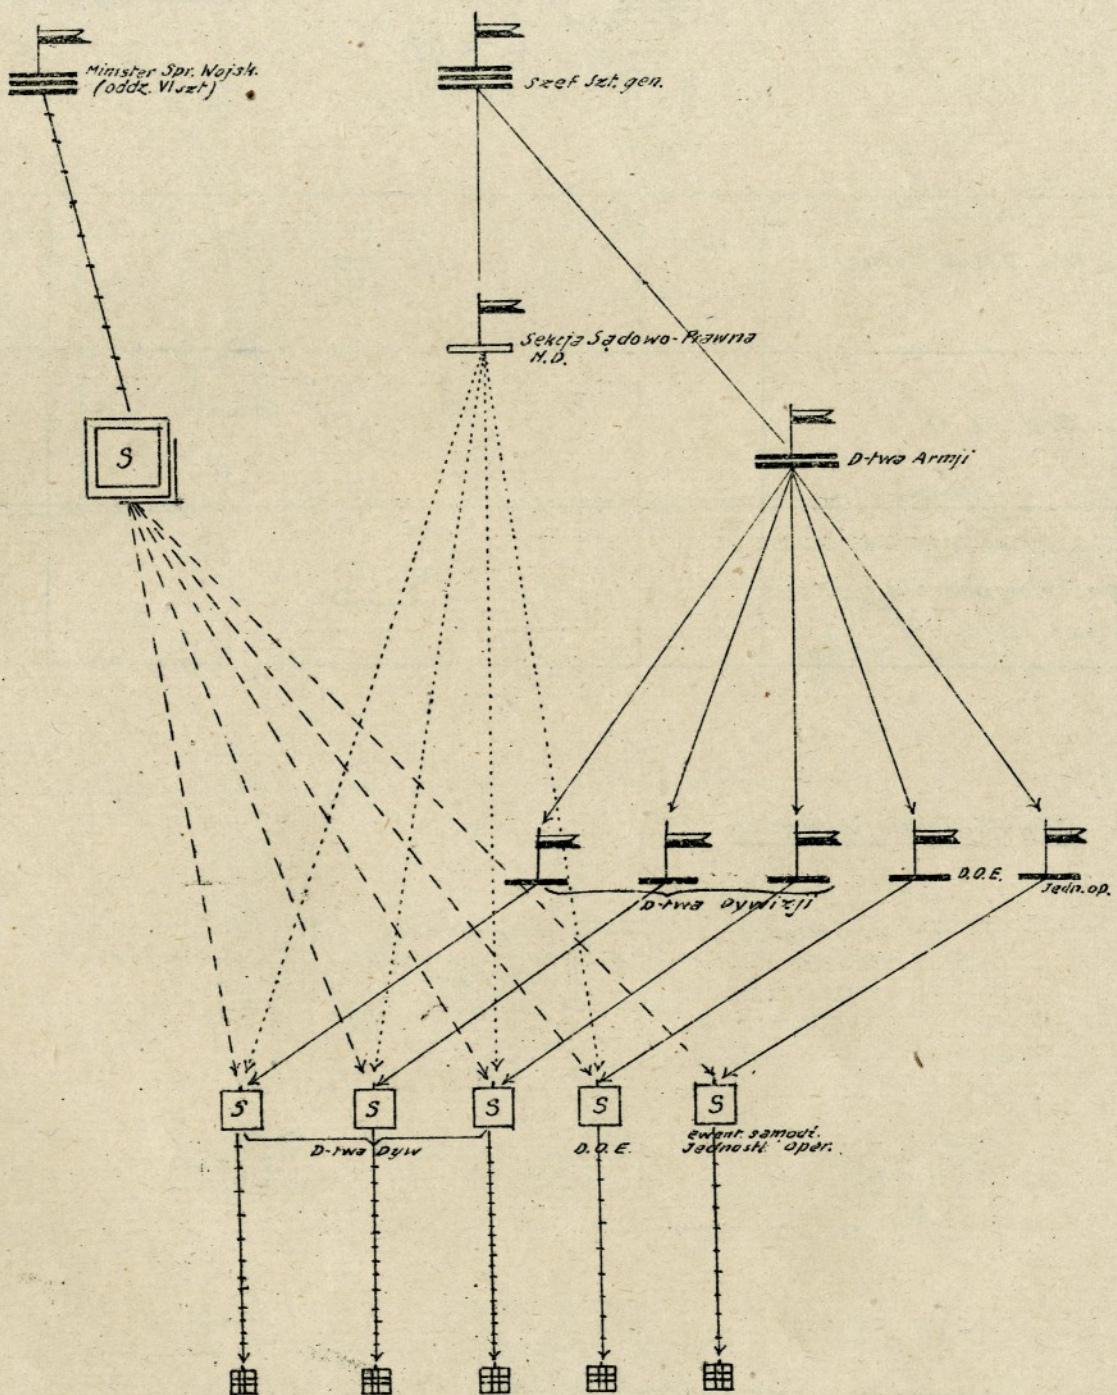 Minister Spr. Wojsk.
(oddz. VI szt)
Szef Szt. gen.
Sekcja Sądowo-Prawna
N.D.
S
D-twa Armji
D.O.E.
Jedn. op.
D-twa Dywizji
S
S
S
S
S
D-twa Dyw
D.O.E.
ewent. samodz.
Jednostk. oper.